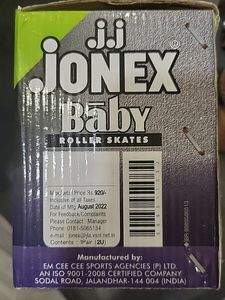 j.j
JONEX®
Baby
ROLLER SKATES
Max. Retail Price Rs. 920/-
Inclusive of all Taxes
Date of Mfg. August 2022
For Feedback/Complaints
Please Contact : Manager
Phone: 0181-5065134
Contents : 1Pair (2U)
Manufactured by:
EM CEE CEE SPORTS AGENCIES (P) LTD.
AN ISO 9001-2008 CERTIFIED COMPANY
SODAL ROAD, JALANDHAR-144 004 (INDIA)